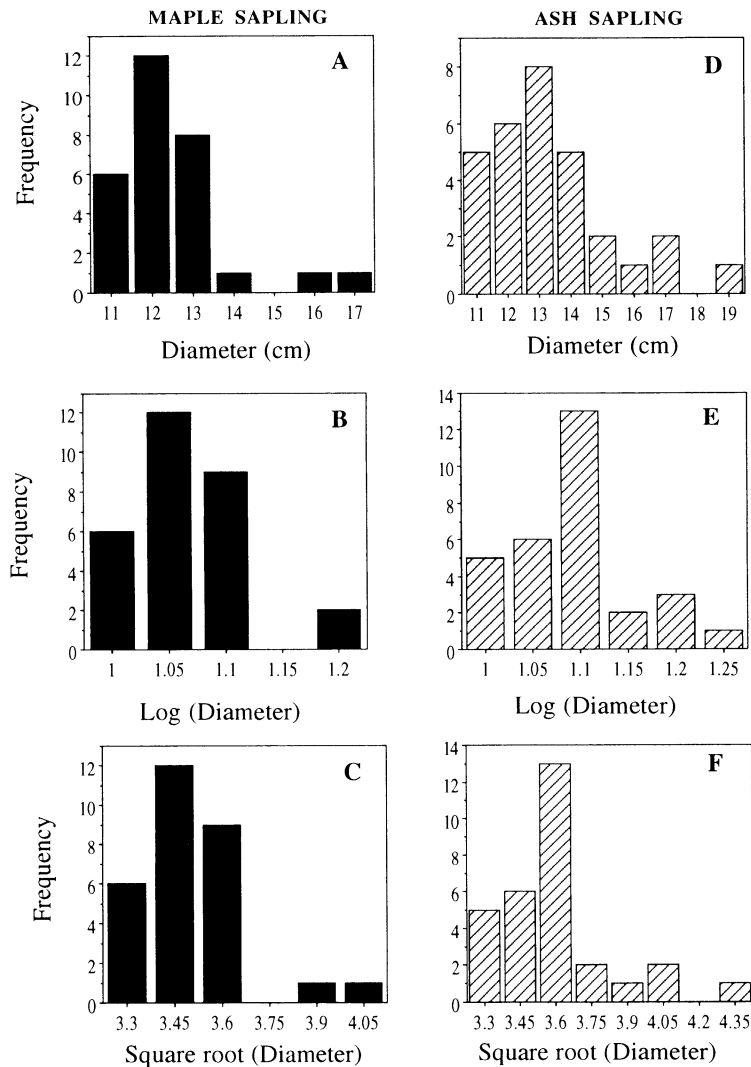 MAPLE SAPLING
ASH SAPLING
A
Frequency
12
10
8
6
4
2
0
11 12 13 14 15 16 17
Diameter (cm)
D
8
6
4
2
0
11 12 13 14 15 16 17 18 19
Diameter (cm)
B
Frequency
12
10
8
6
4
2
0
1 1.05 1.1 1.15 1.2
Log (Diameter)
E
14
12
10
8
6
4
2
0
1 1.05 1.1 1.15 1.2 1.25
Log (Diameter)
C
Frequency
12
10
8
6
4
2
0
3.3 3.45 3.6 3.75 3.9 4.05
Square root (Diameter)
F
14
12
10
8
6
4
2
0
3.3 3.45 3.6 3.75 3.9 4.05 4.2 4.35
Square root (Diameter)